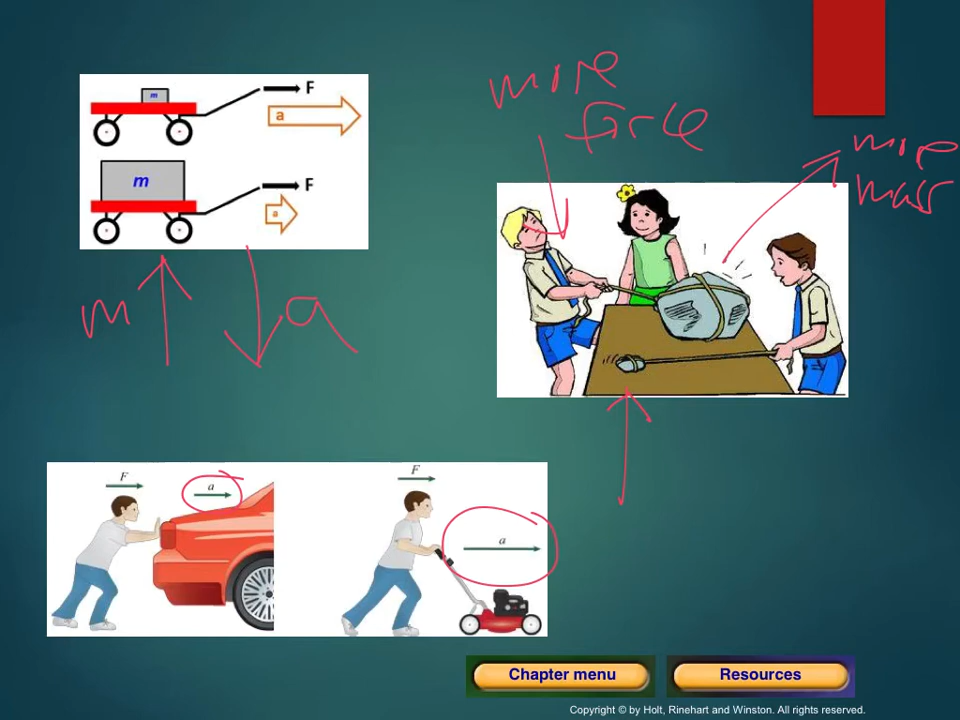 m
F
a
m
F
a
m a
more
force
more
mass
F
a
F
a
Chapter menu
Resources
Copyright © by Holt, Rinehart and Winston. All rights reserved.